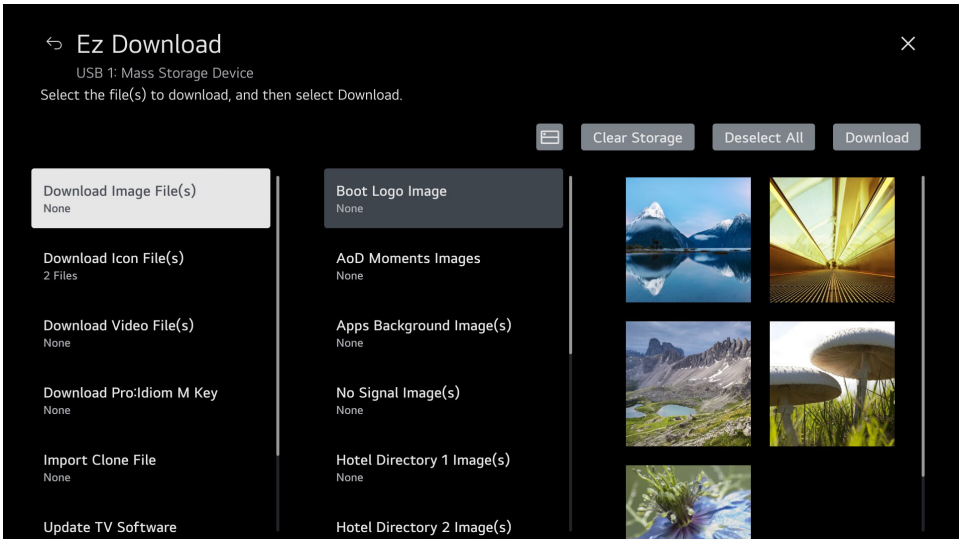 Ez Download
USB 1: Mass Storage Device
Select the file(s) to download, and then select Download.
Clear Storage
Deselect All
Download
Download Image File(s)
None
Download Icon File(s)
2 Files
Download Video File(s)
None
Download Pro:Idiom M Key
None
Import Clone File
None
Update TV Software
Boot Logo Image
None
AoD Moments Images
None
Apps Background Image(s)
None
No Signal Image(s)
None
Hotel Directory 1 Image(s)
None
Hotel Directory 2 Image(s)